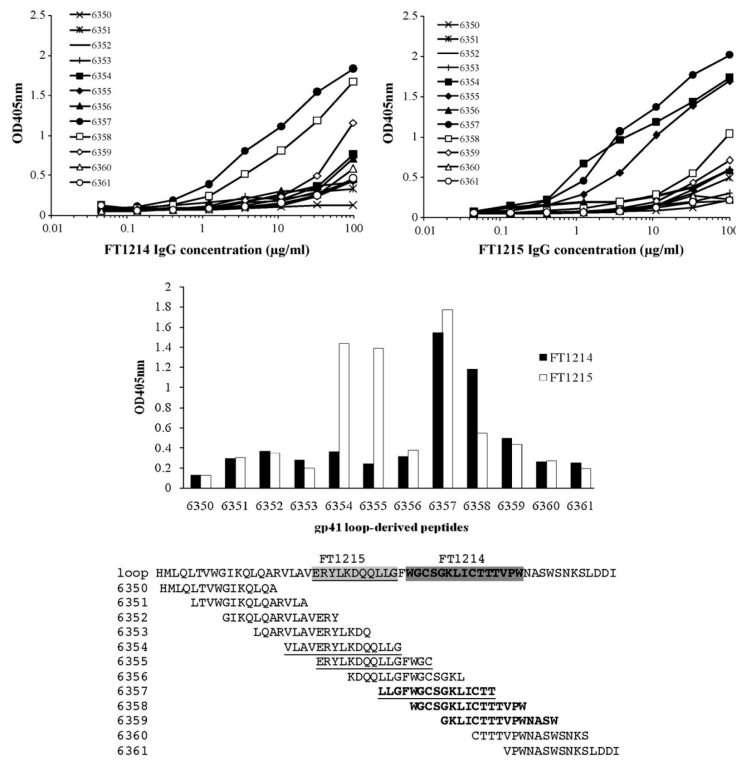 6350
6351
6352
6353
6354
6355
6356
6357
6358
6359
6360
6361
OD405nm
2.5
2
1.5
1
0.5
0
0.01
0.1
1
10
100
FT1214 IgG concentration (µg/ml)
6350
6351
6352
6353
6354
6355
6356
6357
6358
6359
6360
6361
OD405nm
2.5
2
1.5
1
0.5
0
0.01
0.1
1
10
100
FT1215 IgG concentration (µg/ml)
OD405nm
2
1.8
1.6
1.4
1.2
1
0.8
0.6
0.4
0.2
0
FT1214
FT1215
6350 6351 6352 6353 6354 6355 6356 6357 6358 6359 6360 6361
gp41 loop-derived peptides
FT1215 FT1214
loop HMLQLTVWGIKQLQARVLAVERYLKDQQLLGFWGCSGKLICTTTVPWNASWSNKSLDDI
6350 HMLQLTVWGIKQLQA
6351 LTVWGIKQLQARVLA
6352 GIKQLQARVLAVERY
6353 LQARVLAVERYLKDQ
6354 VLAVERYLKDQQLLG
6355 ERYLKDQQLLGFWGC
6356 KDQQLLGFWGCSGKL
6357 LLGFWGCSGKLICTT
6358 WGCSGKLICTTTVPW
6359 GKLICTTTVPWNASW
6360 CTTTVPWNASWSNKS
6361 VPWNASWSNKSLDDI